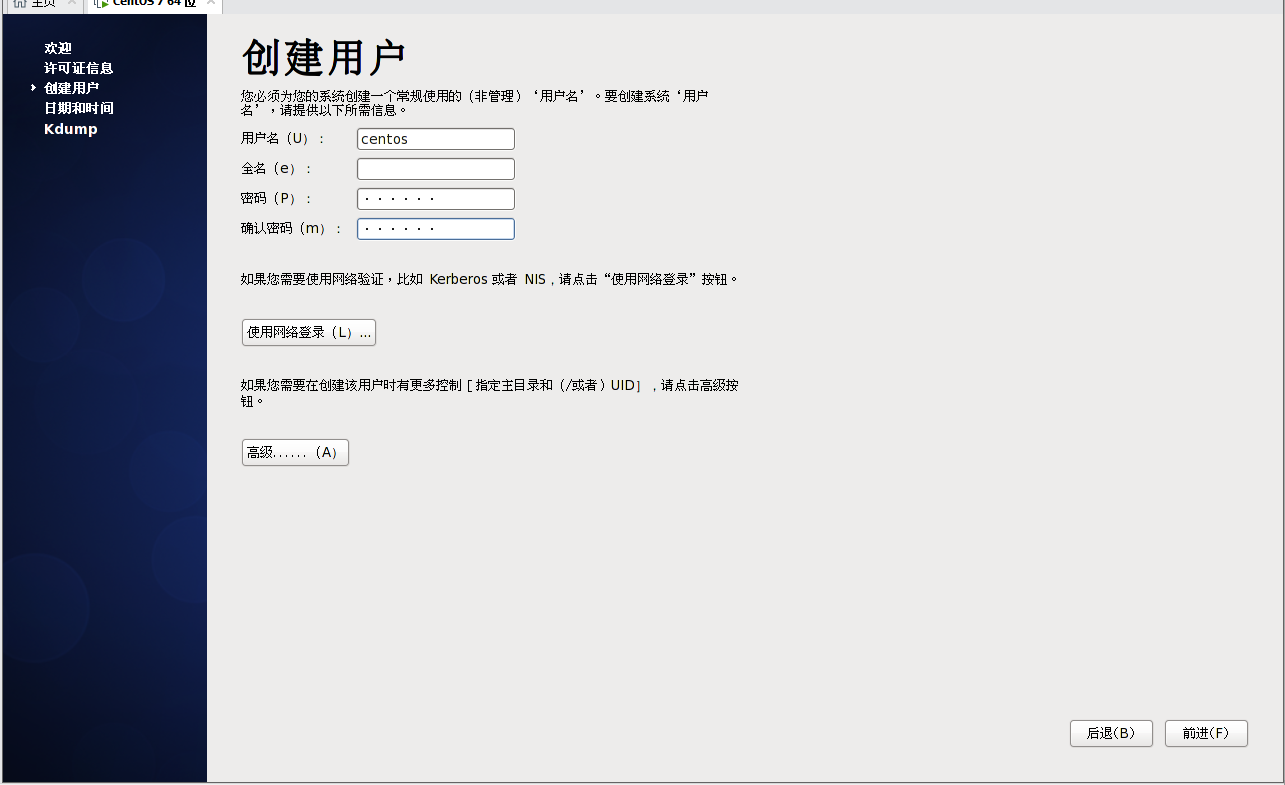 主页
CentOS 7 64 位
欢迎
许可证信息
创建用户
日期和时间
Kdump
创建用户
您必须为您的系统创建一个常规使用的（非管理）‘用户名’。要创建系统‘用户
名’，请提供以下所需信息。
用户名（U）： centos
全名（e）：
密码（P）： ······
确认密码（m）： ······
如果您需要使用网络验证，比如 Kerberos 或者 NIS，请点击“使用网络登录”按钮。
使用网络登录（L）...
如果您需要在创建该用户时有更多控制 [ 指定主目录和（/或者）UID] ，请点击高级按
钮。
高级......（A）
后退(B)
前进(F)